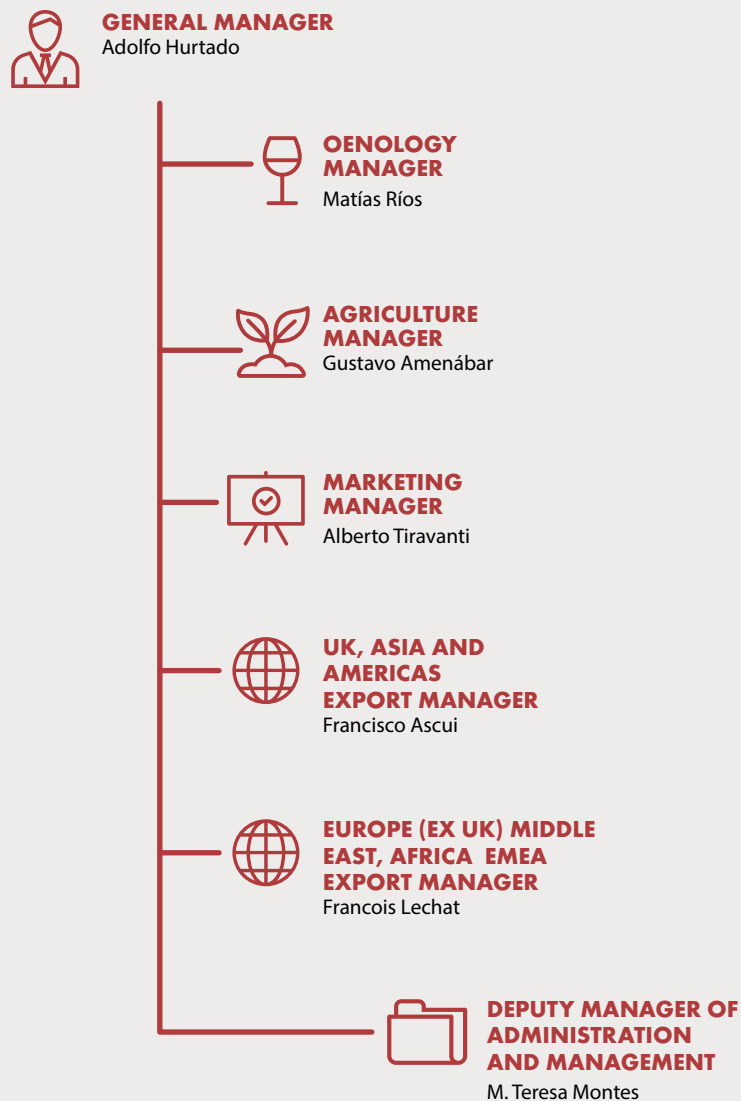 GENERAL MANAGER
Adolfo Hurtado
OENOLOGY
MANAGER
Matías Ríos
AGRICULTURE
MANAGER
Gustavo Amenábar
MARKETING
MANAGER
Alberto Tiravanti
UK, ASIA AND
AMERICAS
EXPORT MANAGER
Francisco Ascui
EUROPE (EX UK) MIDDLE
EAST, AFRICA EMEA
EXPORT MANAGER
Francois Lechat
DEPUTY MANAGER OF
ADMINISTRATION
AND MANAGEMENT
M. Teresa Montes